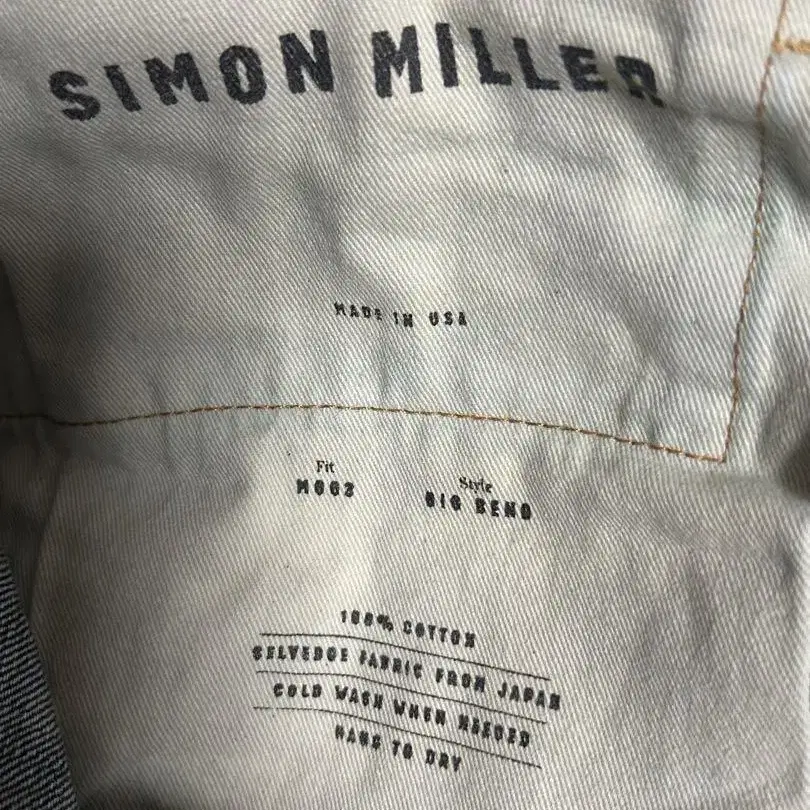 SIMON MILLER
MADE IN USA
Fit
M002
Style
BIG BEND
100% COTTON
SELVEDGE FABRIC FROM JAPAN
COLD WASH WHEN NEEDED
HANG TO DRY